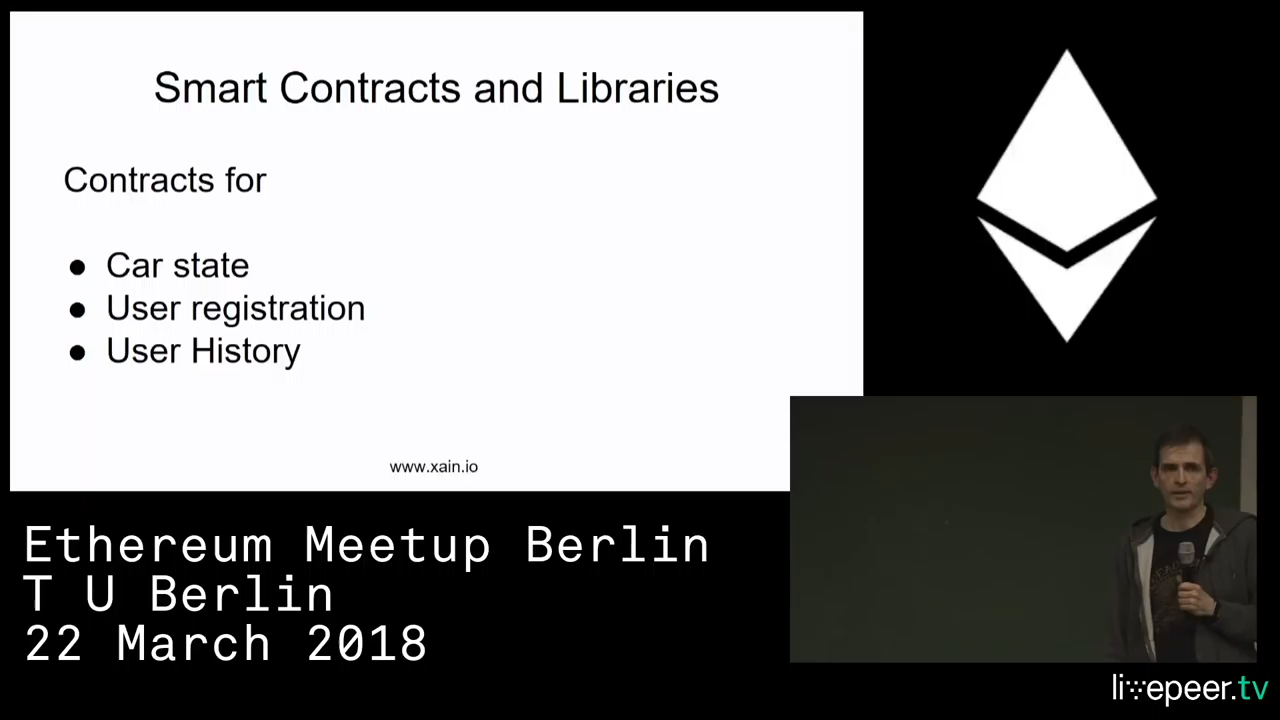 Smart Contracts and Libraries
Contracts for
● Car state
● User registration
● User History
www.xain.io
Ethereum Meetup Berlin
T U Berlin
22 March 2018
livepeer.tv